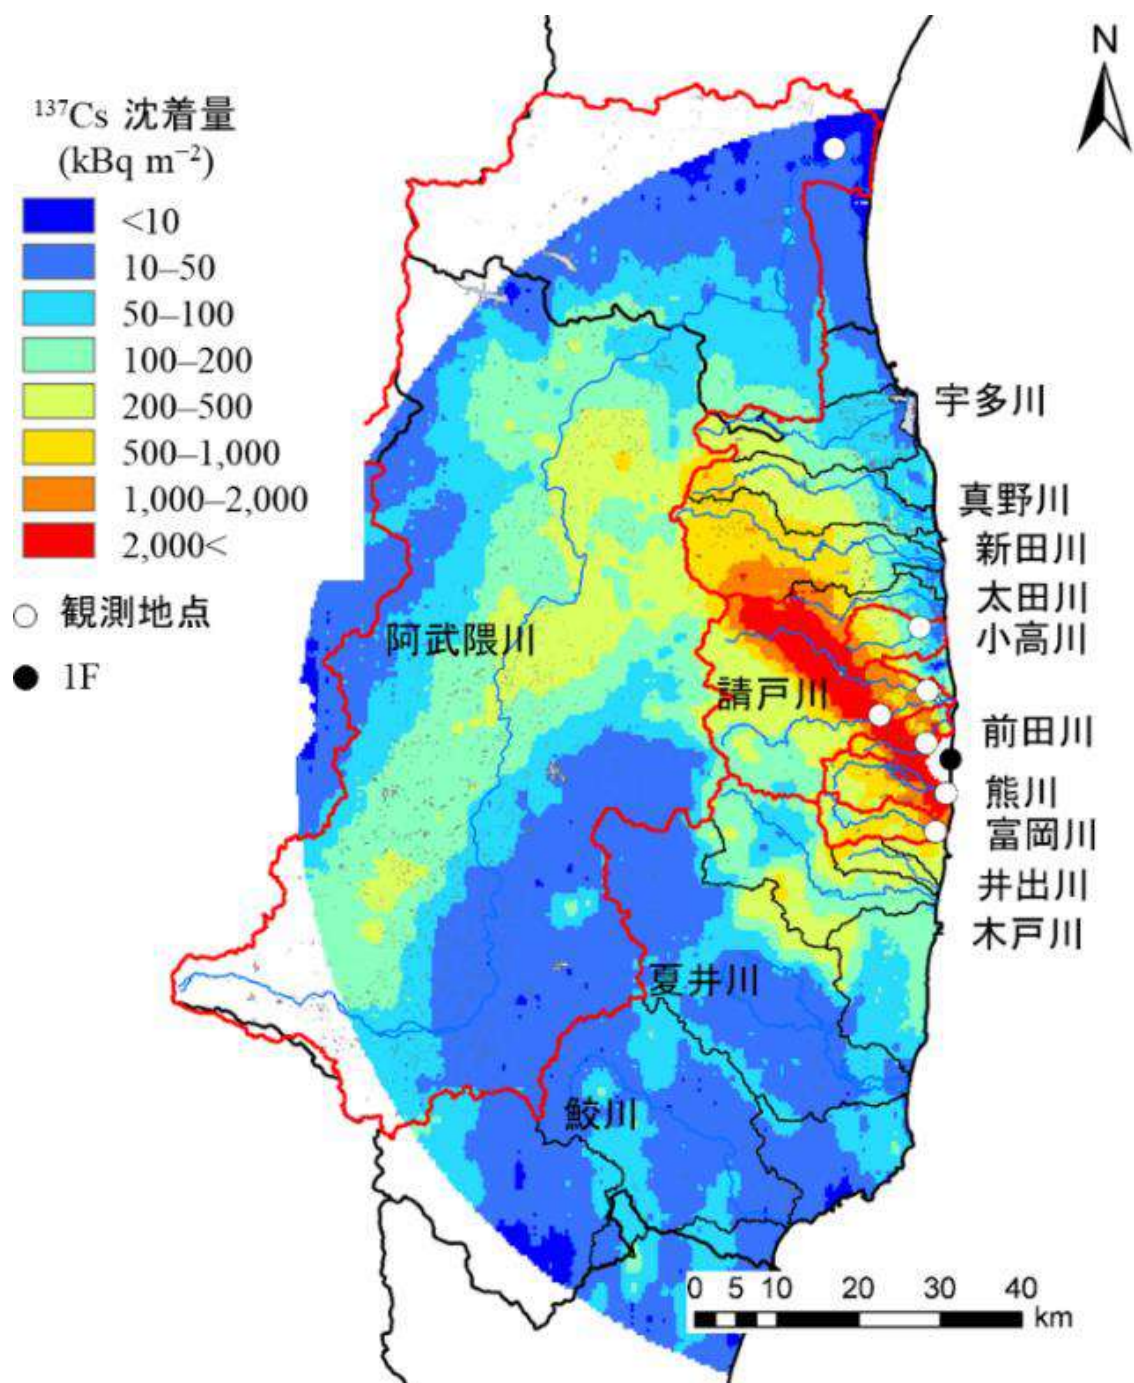 N
¹³⁷Cs 沈着量
(kBq m⁻²)
<10
10–50
50–100
100–200
200–500
500–1,000
1,000–2,000
2,000<
観測地点
1F
宇多川
真野川
新田川
太田川
小高川
阿武隈川
請戸川
前田川
熊川
富岡川
井出川
木戸川
夏井川
鮫川
0 5 10 20 30 40
km